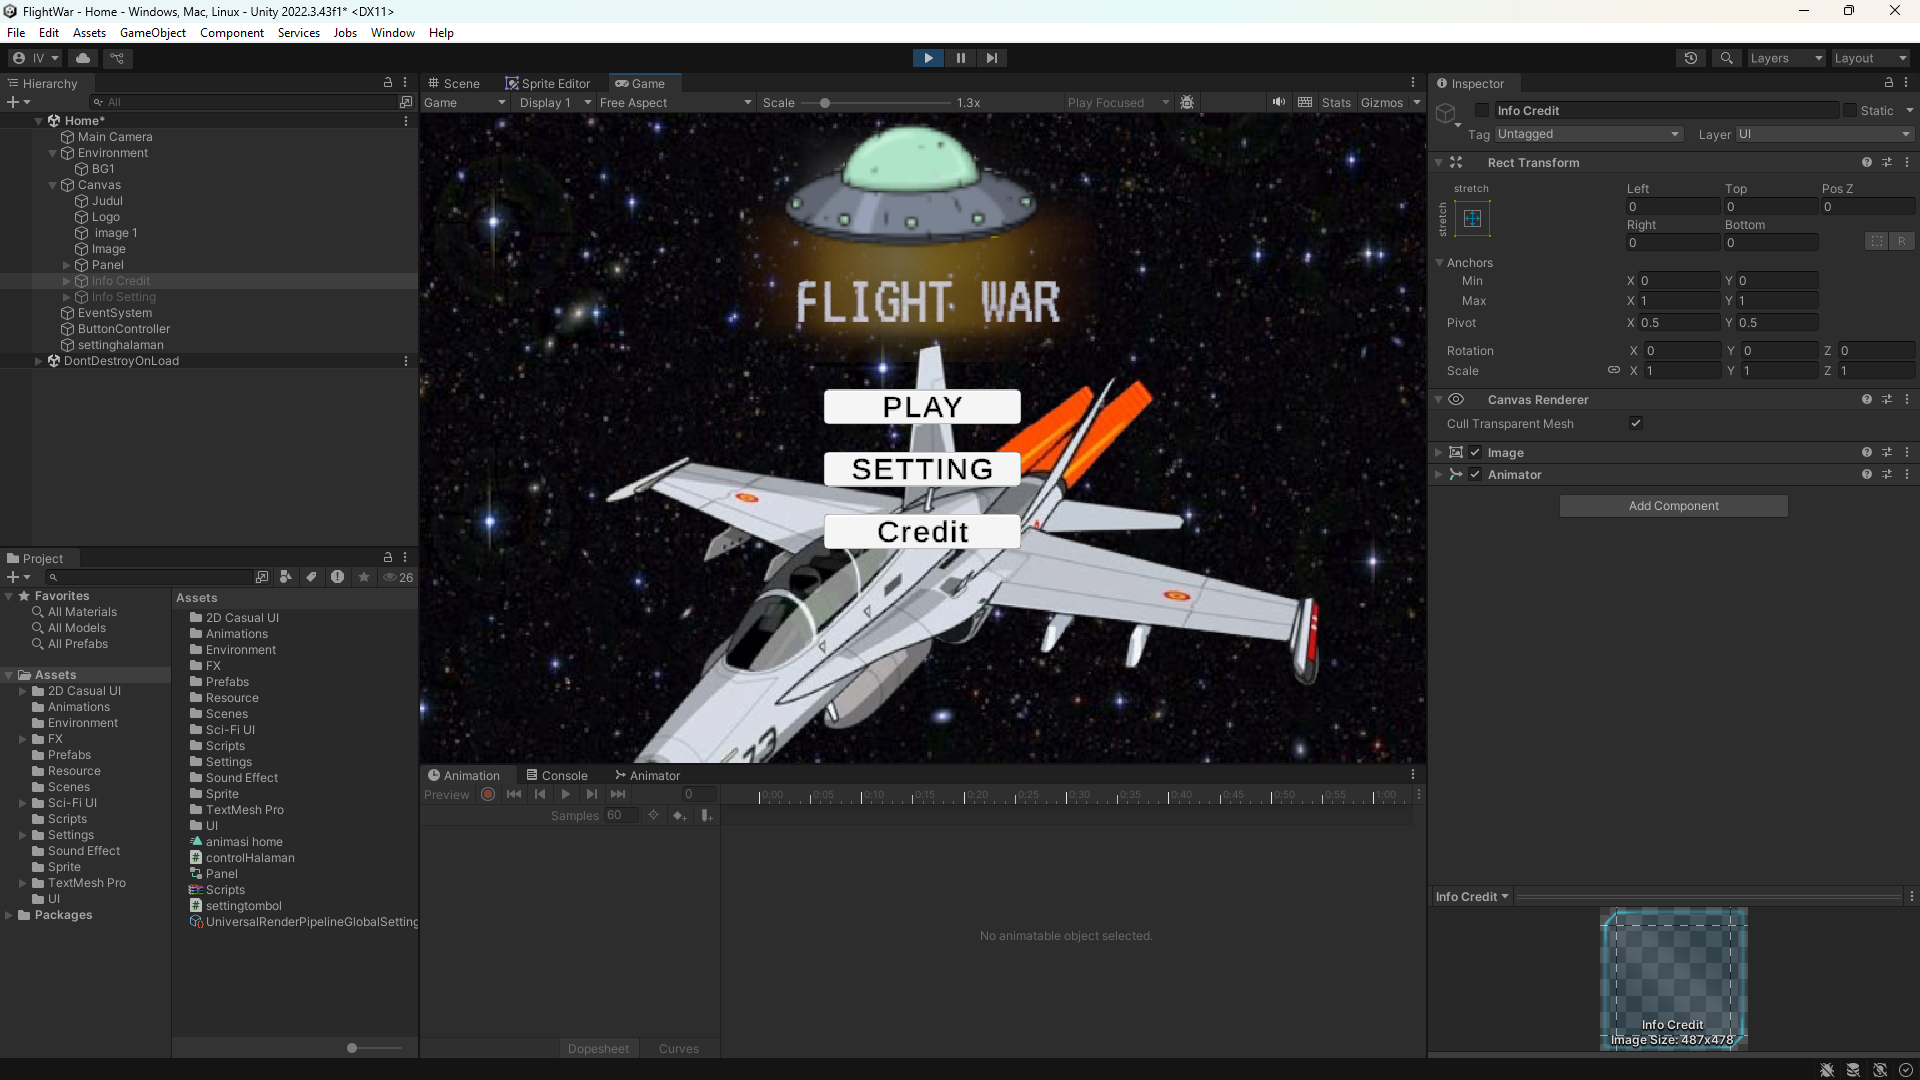 FlightWar - Home - Windows, Mac, Linux - Unity 2022.3.43f1* <DX11>
File Edit Assets GameObject Component Services Jobs Window Help
IV Layers Layout
Hierarchy
All
Home*
Main Camera
Environment
BG1
Canvas
Judul
Logo
image 1
Image
Panel
Info Credit
Info Setting
EventSystem
ButtonController
settinghalaman
DontDestroyOnLoad
Scene Sprite Editor Game
Game Display 1 Free Aspect Scale 1.3x Play Focused Stats Gizmos
FLIGHT WAR
PLAY
SETTING
Credit
Inspector
Info Credit Static
Tag Untagged Layer UI
Rect Transform
stretch Left Top Pos Z
stretch
0 0 0
Right Bottom
0 0 R
Anchors
Min X 0 Y 0
Max X 1 Y 1
Pivot X 0.5 Y 0.5
Rotation X 0 Y 0 Z 0
Scale X 1 Y 1 Z 1
Canvas Renderer
Cull Transparent Mesh
Image
Animator
Add Component
Project
26
Favorites
All Materials
All Models
All Prefabs
Assets
2D Casual UI
Animations
Environment
FX
Prefabs
Resource
Scenes
Sci-Fi UI
Scripts
Settings
Sound Effect
Sprite
TextMesh Pro
UI
Packages
Assets
2D Casual UI
Animations
Environment
FX
Prefabs
Resource
Scenes
Sci-Fi UI
Scripts
Settings
Sound Effect
Sprite
TextMesh Pro
UI
animasi home
controlHalaman
Panel
Scripts
settingtombol
UniversalRenderPipelineGlobalSetting
Animation Console Animator
Preview 0 0:00 0:05 0:10 0:15 0:20 0:25 0:30 0:35 0:40 0:45 0:50 0:55 1:00
Samples 60
No animatable object selected.
Dopesheet Curves
Info Credit
Info Credit
Image Size: 487x478